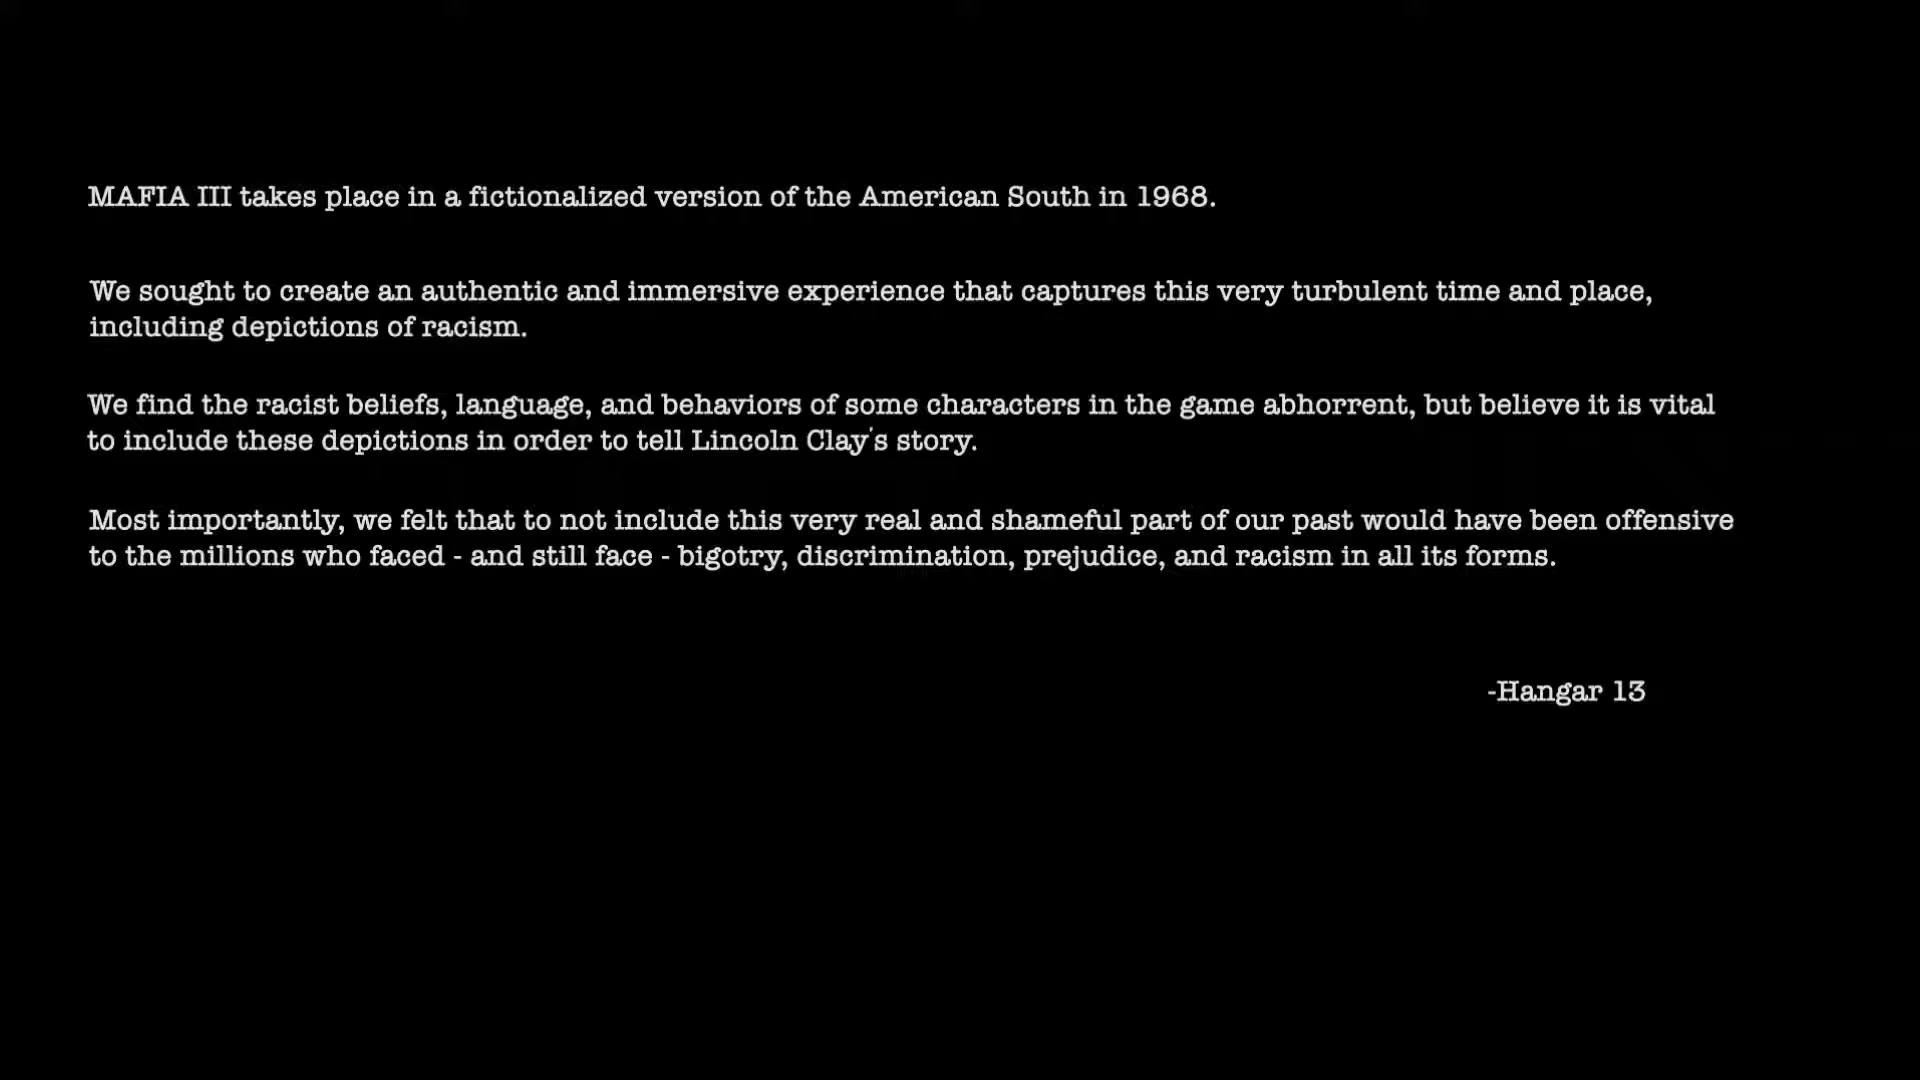 MAFIA III takes place in a fictionalized version of the American South in 1968.
We sought to create an authentic and immersive experience that captures this very turbulent time and place,
including depictions of racism.
We find the racist beliefs, language, and behaviors of some characters in the game abhorrent, but believe it is vital
to include these depictions in order to tell Lincoln Clay's story.
Most importantly, we felt that to not include this very real and shameful part of our past would have been offensive
to the millions who faced - and still face - bigotry, discrimination, prejudice, and racism in all its forms.
-Hangar 13